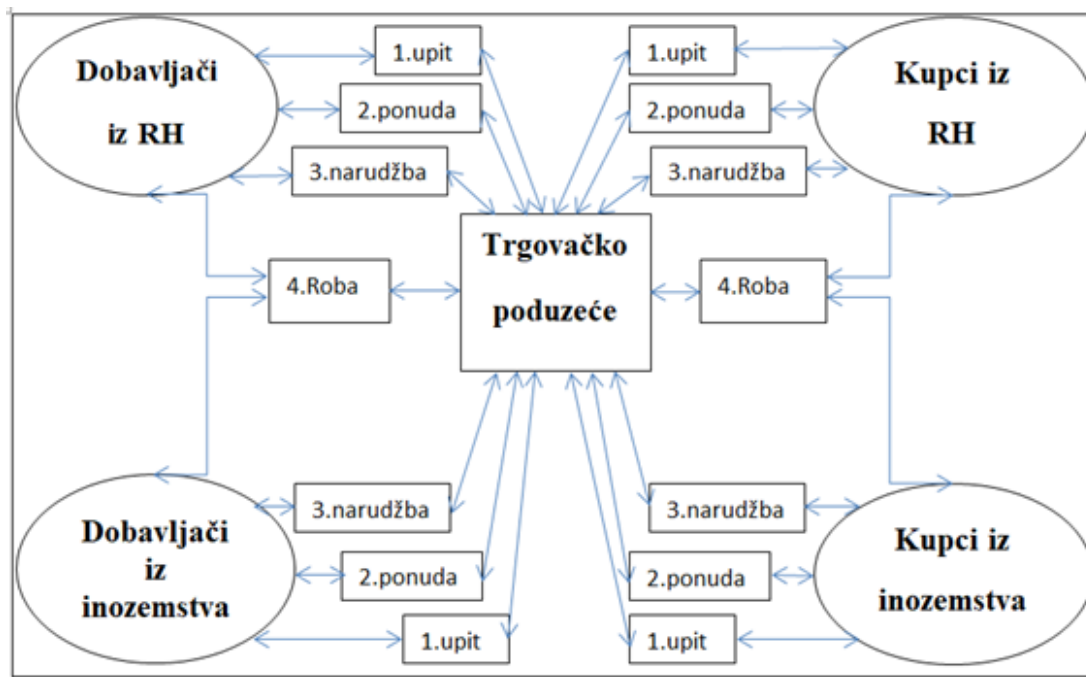 Dobavljači
iz RH
1.upit
2.ponuda
3.narudžba
1.upit
2.ponuda
3.narudžba
Kupci iz
RH
4.Roba
Trgovačko
poduzeće
4.Roba
Dobavljači
iz
inozemstva
3.narudžba
2.ponuda
1.upit
3.narudžba
2.ponuda
1.upit
Kupci iz
inozemstva